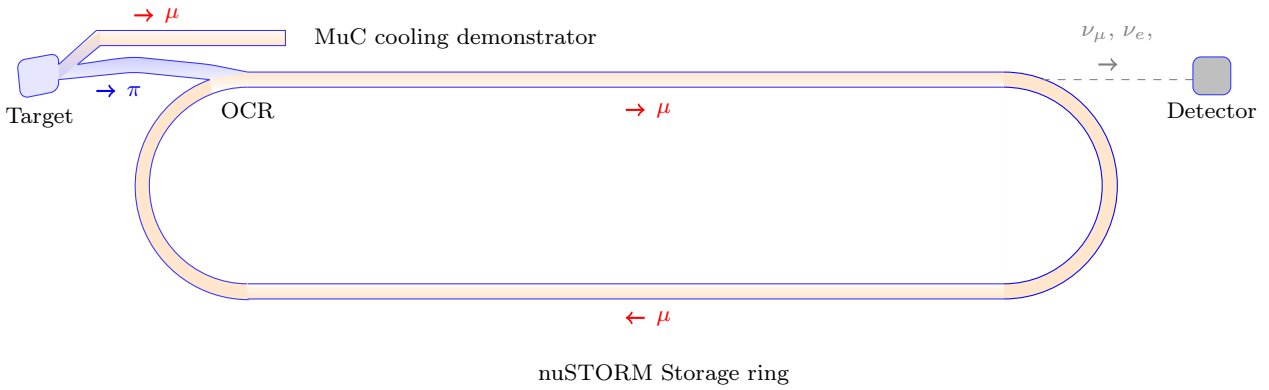 → μ
MuC cooling demonstrator
ν_μ, ν_e,
→
→ π
Target
OCR
→ μ
Detector
← μ
nuSTORM Storage ring